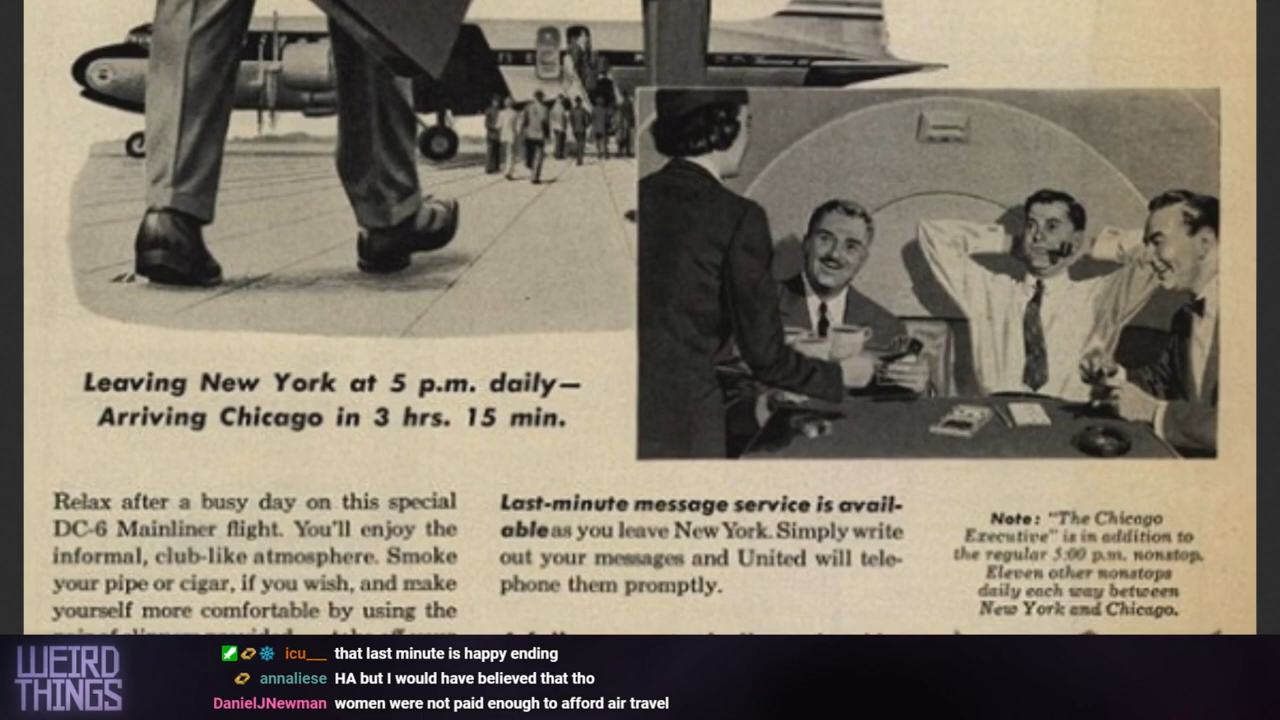 Leaving New York at 5 p.m. daily—
Arriving Chicago in 3 hrs. 15 min.
Relax after a busy day on this special
DC-6 Mainliner flight. You'll enjoy the
informal, club-like atmosphere. Smoke
your pipe or cigar, if you wish, and make
yourself more comfortable by using the
Last-minute message service is avail-
able as you leave New York. Simply write
out your messages and United will tele-
phone them promptly.
Note: "The Chicago
Executive" is in addition to
the regular 5:00 p.m. nonstop.
Eleven other nonstops
daily each way between
New York and Chicago.
WEIRD
THINGS
icu___ that last minute is happy ending
annaliese HA but I would have believed that tho
DanielJNewman women were not paid enough to afford air travel